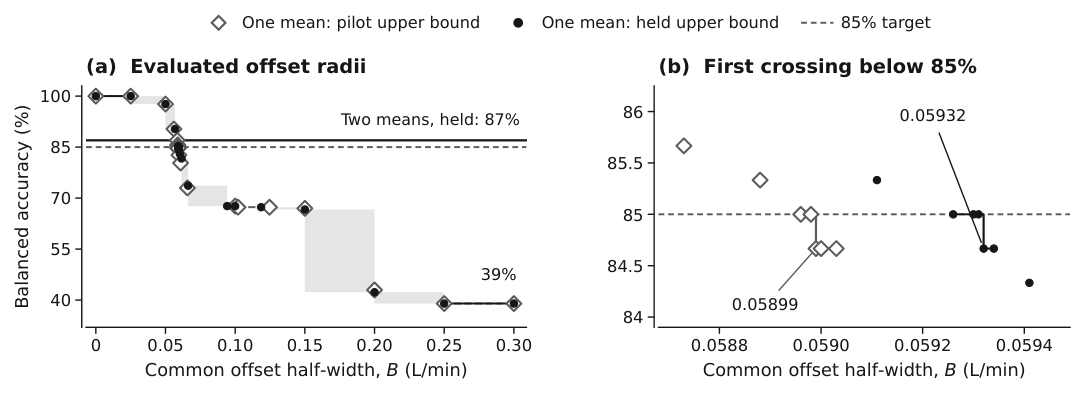 One mean: pilot upper bound One mean: held upper bound 85% target
(a) Evaluated offset radii
Balanced accuracy (%)
100
85
70
55
40
Two means, held: 87%
39%
0 0.05 0.10 0.15 0.20 0.25 0.30
Common offset half-width, B (L/min)
(b) First crossing below 85%
86
85.5
85
84.5
84
0.05932
0.05899
0.0588 0.0590 0.0592 0.0594
Common offset half-width, B (L/min)